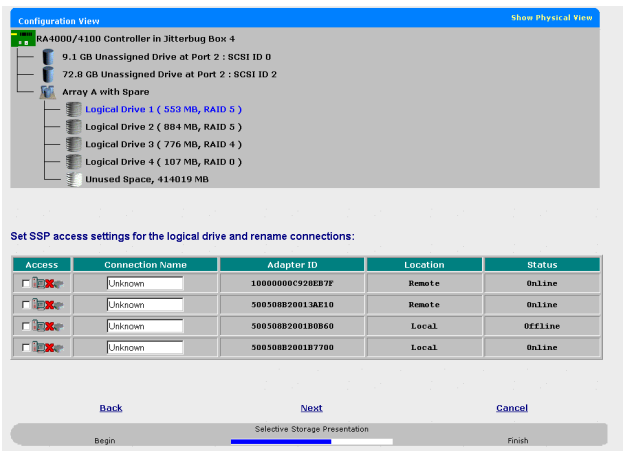 Configuration View Show Physical View
RA4000/4100 Controller in Jitterbug Box 4
9.1 GB Unassigned Drive at Port 2 : SCSI ID 0
72.8 GB Unassigned Drive at Port 2 : SCSI ID 2
Array A with Spare
Logical Drive 1 ( 553 MB, RAID 5 )
Logical Drive 2 ( 884 MB, RAID 5 )
Logical Drive 3 ( 776 MB, RAID 4 )
Logical Drive 4 ( 107 MB, RAID 0 )
Unused Space, 414019 MB
Set SSP access settings for the logical drive and rename connections:
Access Connection Name Adapter ID Location Status
Unknown 10000000C920EB7F Remote Online
Unknown 500508B20013AE10 Remote Online
Unknown 500508B2001B0B60 Local Offline
Unknown 500508B2001B7700 Local Online
Back Next Cancel
Selective Storage Presentation
Begin Finish